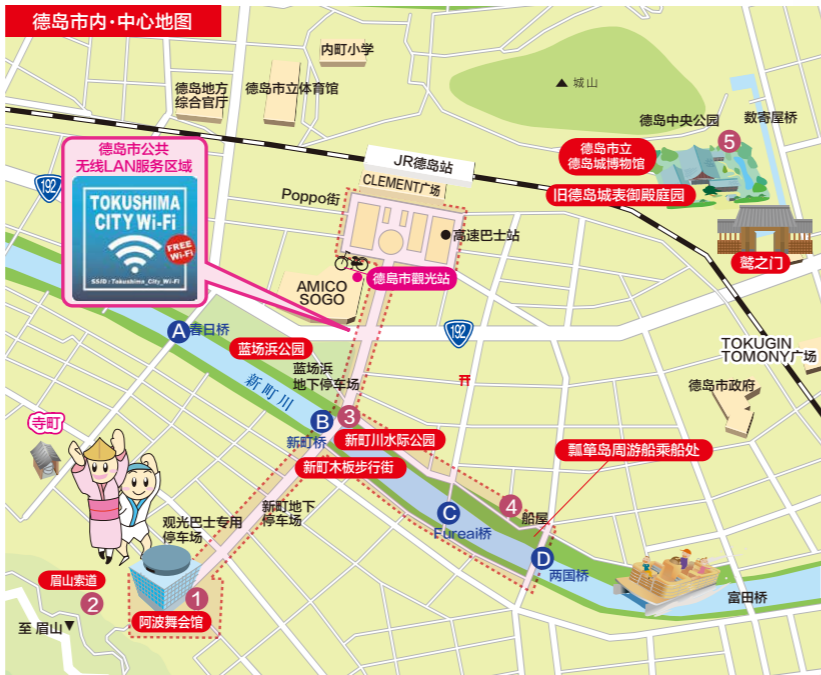 德岛市内·中心地图
内町小学
德岛地方
综合官厅
德岛市立体育馆
城山
德岛中央公园
数寄屋桥
5
德岛市立
德岛城博物馆
旧德岛城表御殿庭园
鹫之门
德岛市公共
无线LAN服务区域
TOKUSHIMA
CITY Wi-Fi
FREE
Wi-Fi
SSID:Tokushima_City_Wi-Fi
192
JR德岛站
CLEMENT广场
Poppo街
高速巴士站
AMICO
SOGO
德島市觀光站
192
A
春日桥
蓝场浜公园
蓝场浜
地下停车场
TOKUGIN
TOMONY广场
德岛市政府
新町川
寺町
B
3
新町桥
新町川水际公园
新町木板步行街
瓢箪岛周游船乘船处
新町地下
停车场
观光巴士专用
停车场
C
Fureai桥
4
船屋
D
两国桥
富田桥
眉山索道
2
1
阿波舞会馆
至 眉山